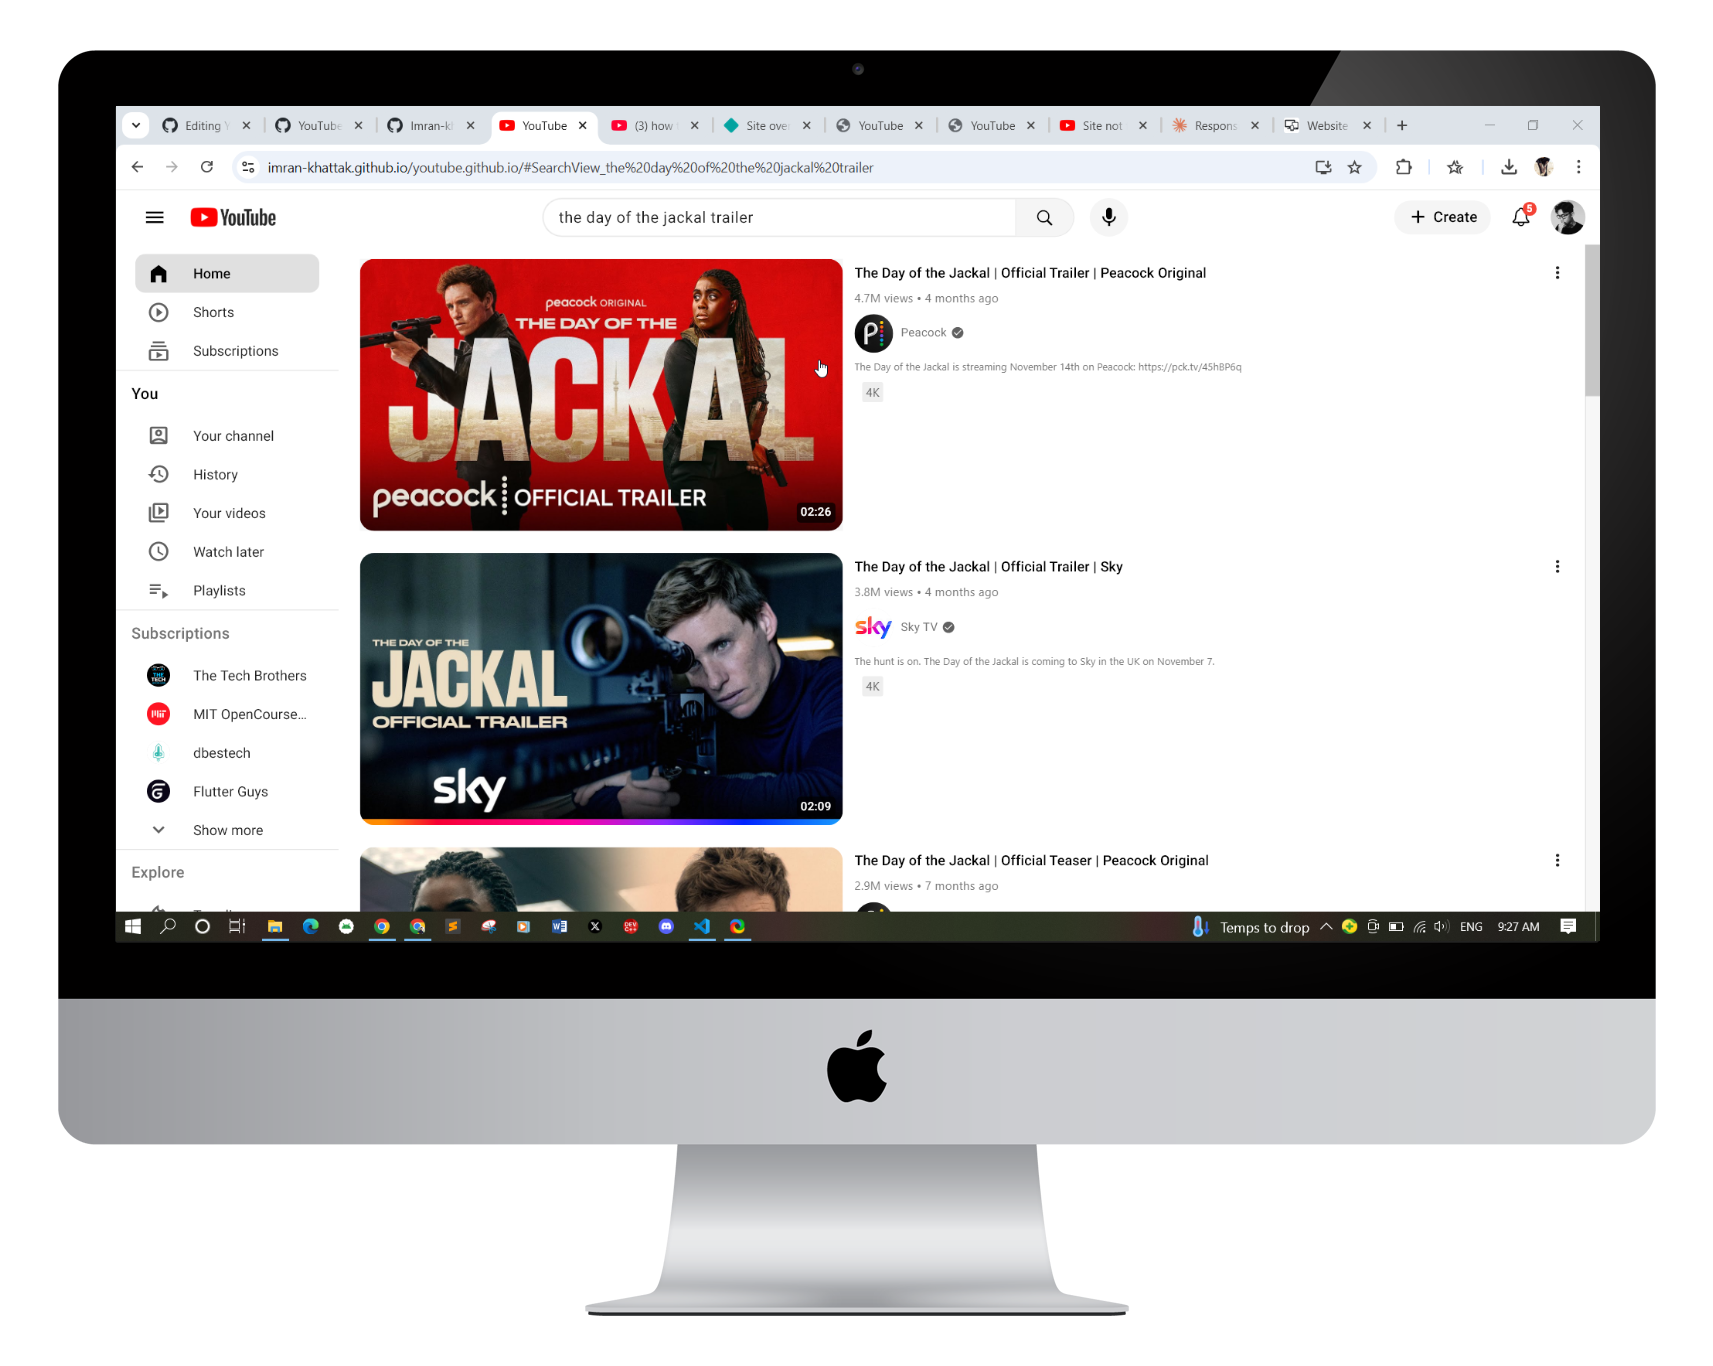 Editing Y
YouTube
Imran-kh
YouTube
(3) how
Site ove
YouTube
YouTube
Site not
Respons
Website
imran-khattak.github.io/youtube.github.io/#SearchView_the%20day%20of%20the%20jackal%20trailer
YouTube
the day of the jackal trailer
+ Create
5
Home
Shorts
Subscriptions
You
Your channel
History
Your videos
Watch later
Playlists
Subscriptions
The Tech Brothers
MIT OpenCourse...
dbestech
Flutter Guys
Show more
Explore
peacock ORIGINAL
THE DAY OF THE
JACKAL
peacock OFFICIAL TRAILER
02:26
The Day of the Jackal | Official Trailer | Peacock Original
4.7M views • 4 months ago
Peacock
The Day of the Jackal is streaming November 14th on Peacock: https://pck.tv/45hBP6q
4K
THE DAY OF THE
JACKAL
OFFICIAL TRAILER
sky
02:09
The Day of the Jackal | Official Trailer | Sky
3.8M views • 4 months ago
sky Sky TV
The hunt is on. The Day of the Jackal is coming to Sky in the UK on November 7.
4K
The Day of the Jackal | Official Teaser | Peacock Original
2.9M views • 7 months ago
Temps to drop
ENG
9:27 AM